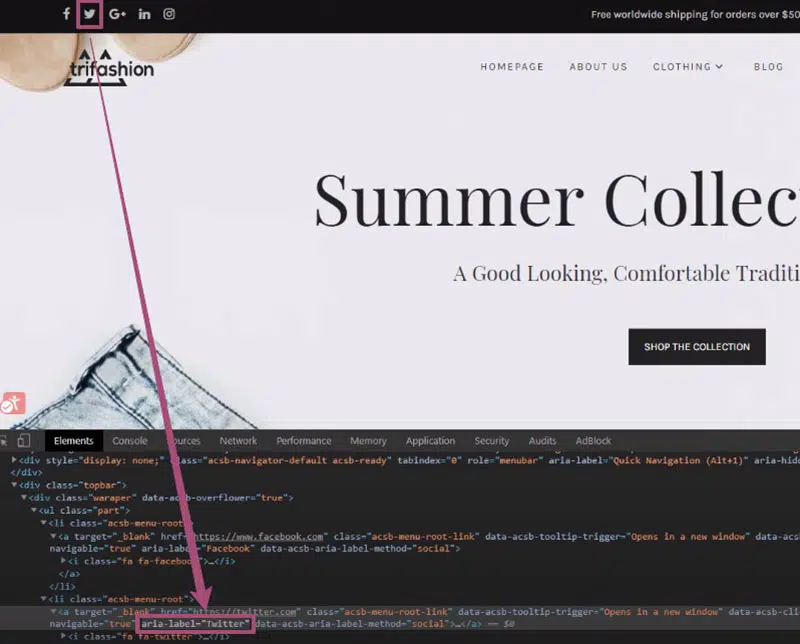 Free worldwide shipping for orders over $50
trifashion
HOMEPAGE ABOUT US CLOTHING BLOG
Summer Collec
A Good Looking, Comfortable Traditi
SHOP THE COLLECTION
Elements Console ources Network Performance Memory Application Security Audits AdBlock
<div style="display: none;" class="acsb-navigator-default acsb-ready" tabindex="0" role="menubar" aria-label="Quick Navigation (Alt+1)" aria-hidd
</div>
<div class="topbar">
<div class="waraper" data-acsb-overflower="true">
<ul class="part">
<li class="acsb-menu-root
<a target="_blank" href="https://www.facebook.com" class="acsb-menu-root-link" data-acsb-tooltip-trigger="Opens in a new window" data-acs
navigable="true" aria-label="Facebook" data-acsb-aria-label-method="social">
<i class="fa fa-facebook">…</i>
</a>
</li>
<li class="acsb-menu-root">
<a target="_blank" href="https://twitter.com" class="acsb-menu-root-link" data-acsb-tooltip-trigger="Opens in a new window" data-acsb-cli
navigable="true" aria-label="Twitter" data-acsb-aria-label-method="social">…</a> == $0
<i class="fa fa-twitter">…</i>